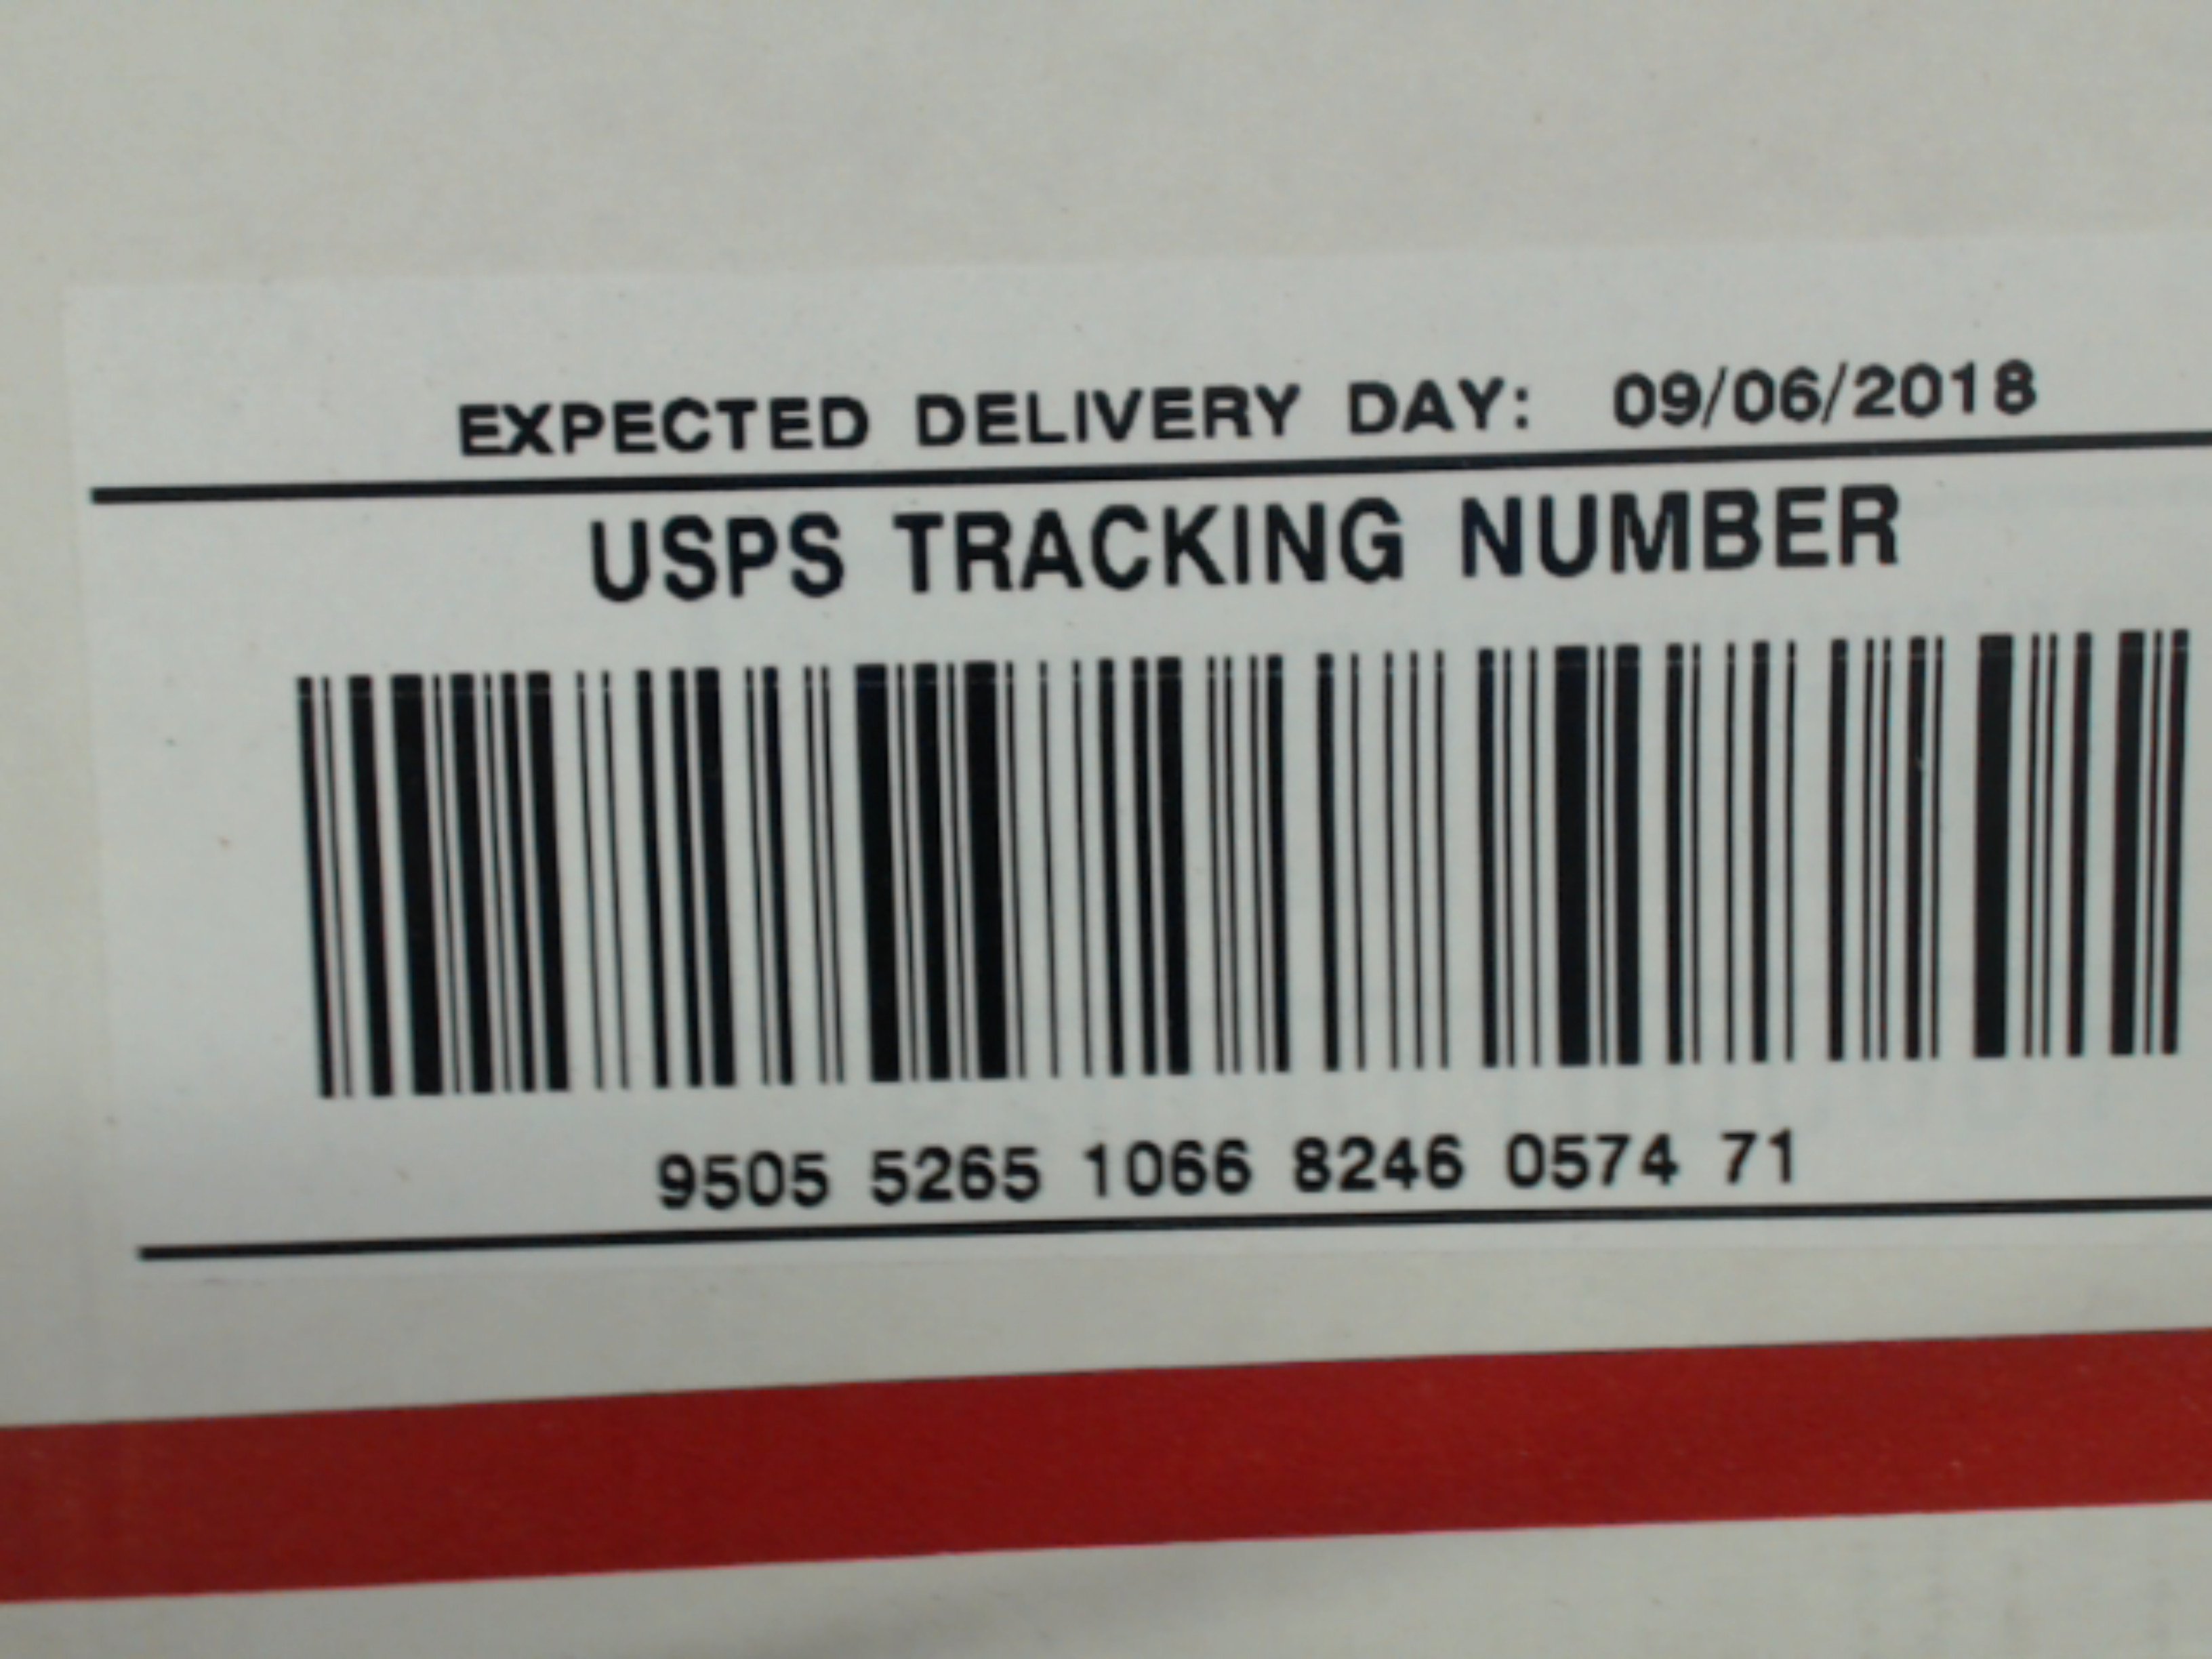 EXPECTED DELIVERY DAY: 09/06/2018
USPS TRACKING NUMBER
9505 5265 1066 8246 0574 71